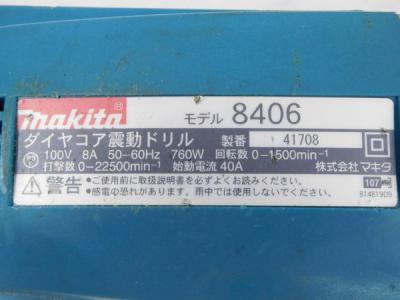 makita® モデル 8406
ダイヤコア震動ドリル 製番 41708
100V 8A 50-60Hz 760W 回転数 0-1500min⁻¹
打撃数 0-22500min⁻¹ 始動電流 40A 株式会社 マキタ
⚠警告 ●ご使用前に取扱説明書を必ずよくお読みください。
●感電の恐れがあります。雨中では使用しないでください。
107
814819D9